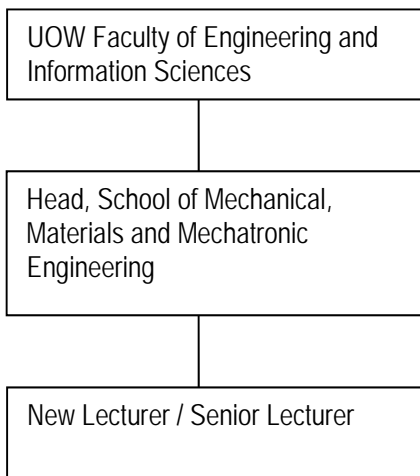 UOW Faculty of Engineering and
Information Sciences
Head, School of Mechanical,
Materials and Mechatronic
Engineering
New Lecturer / Senior Lecturer